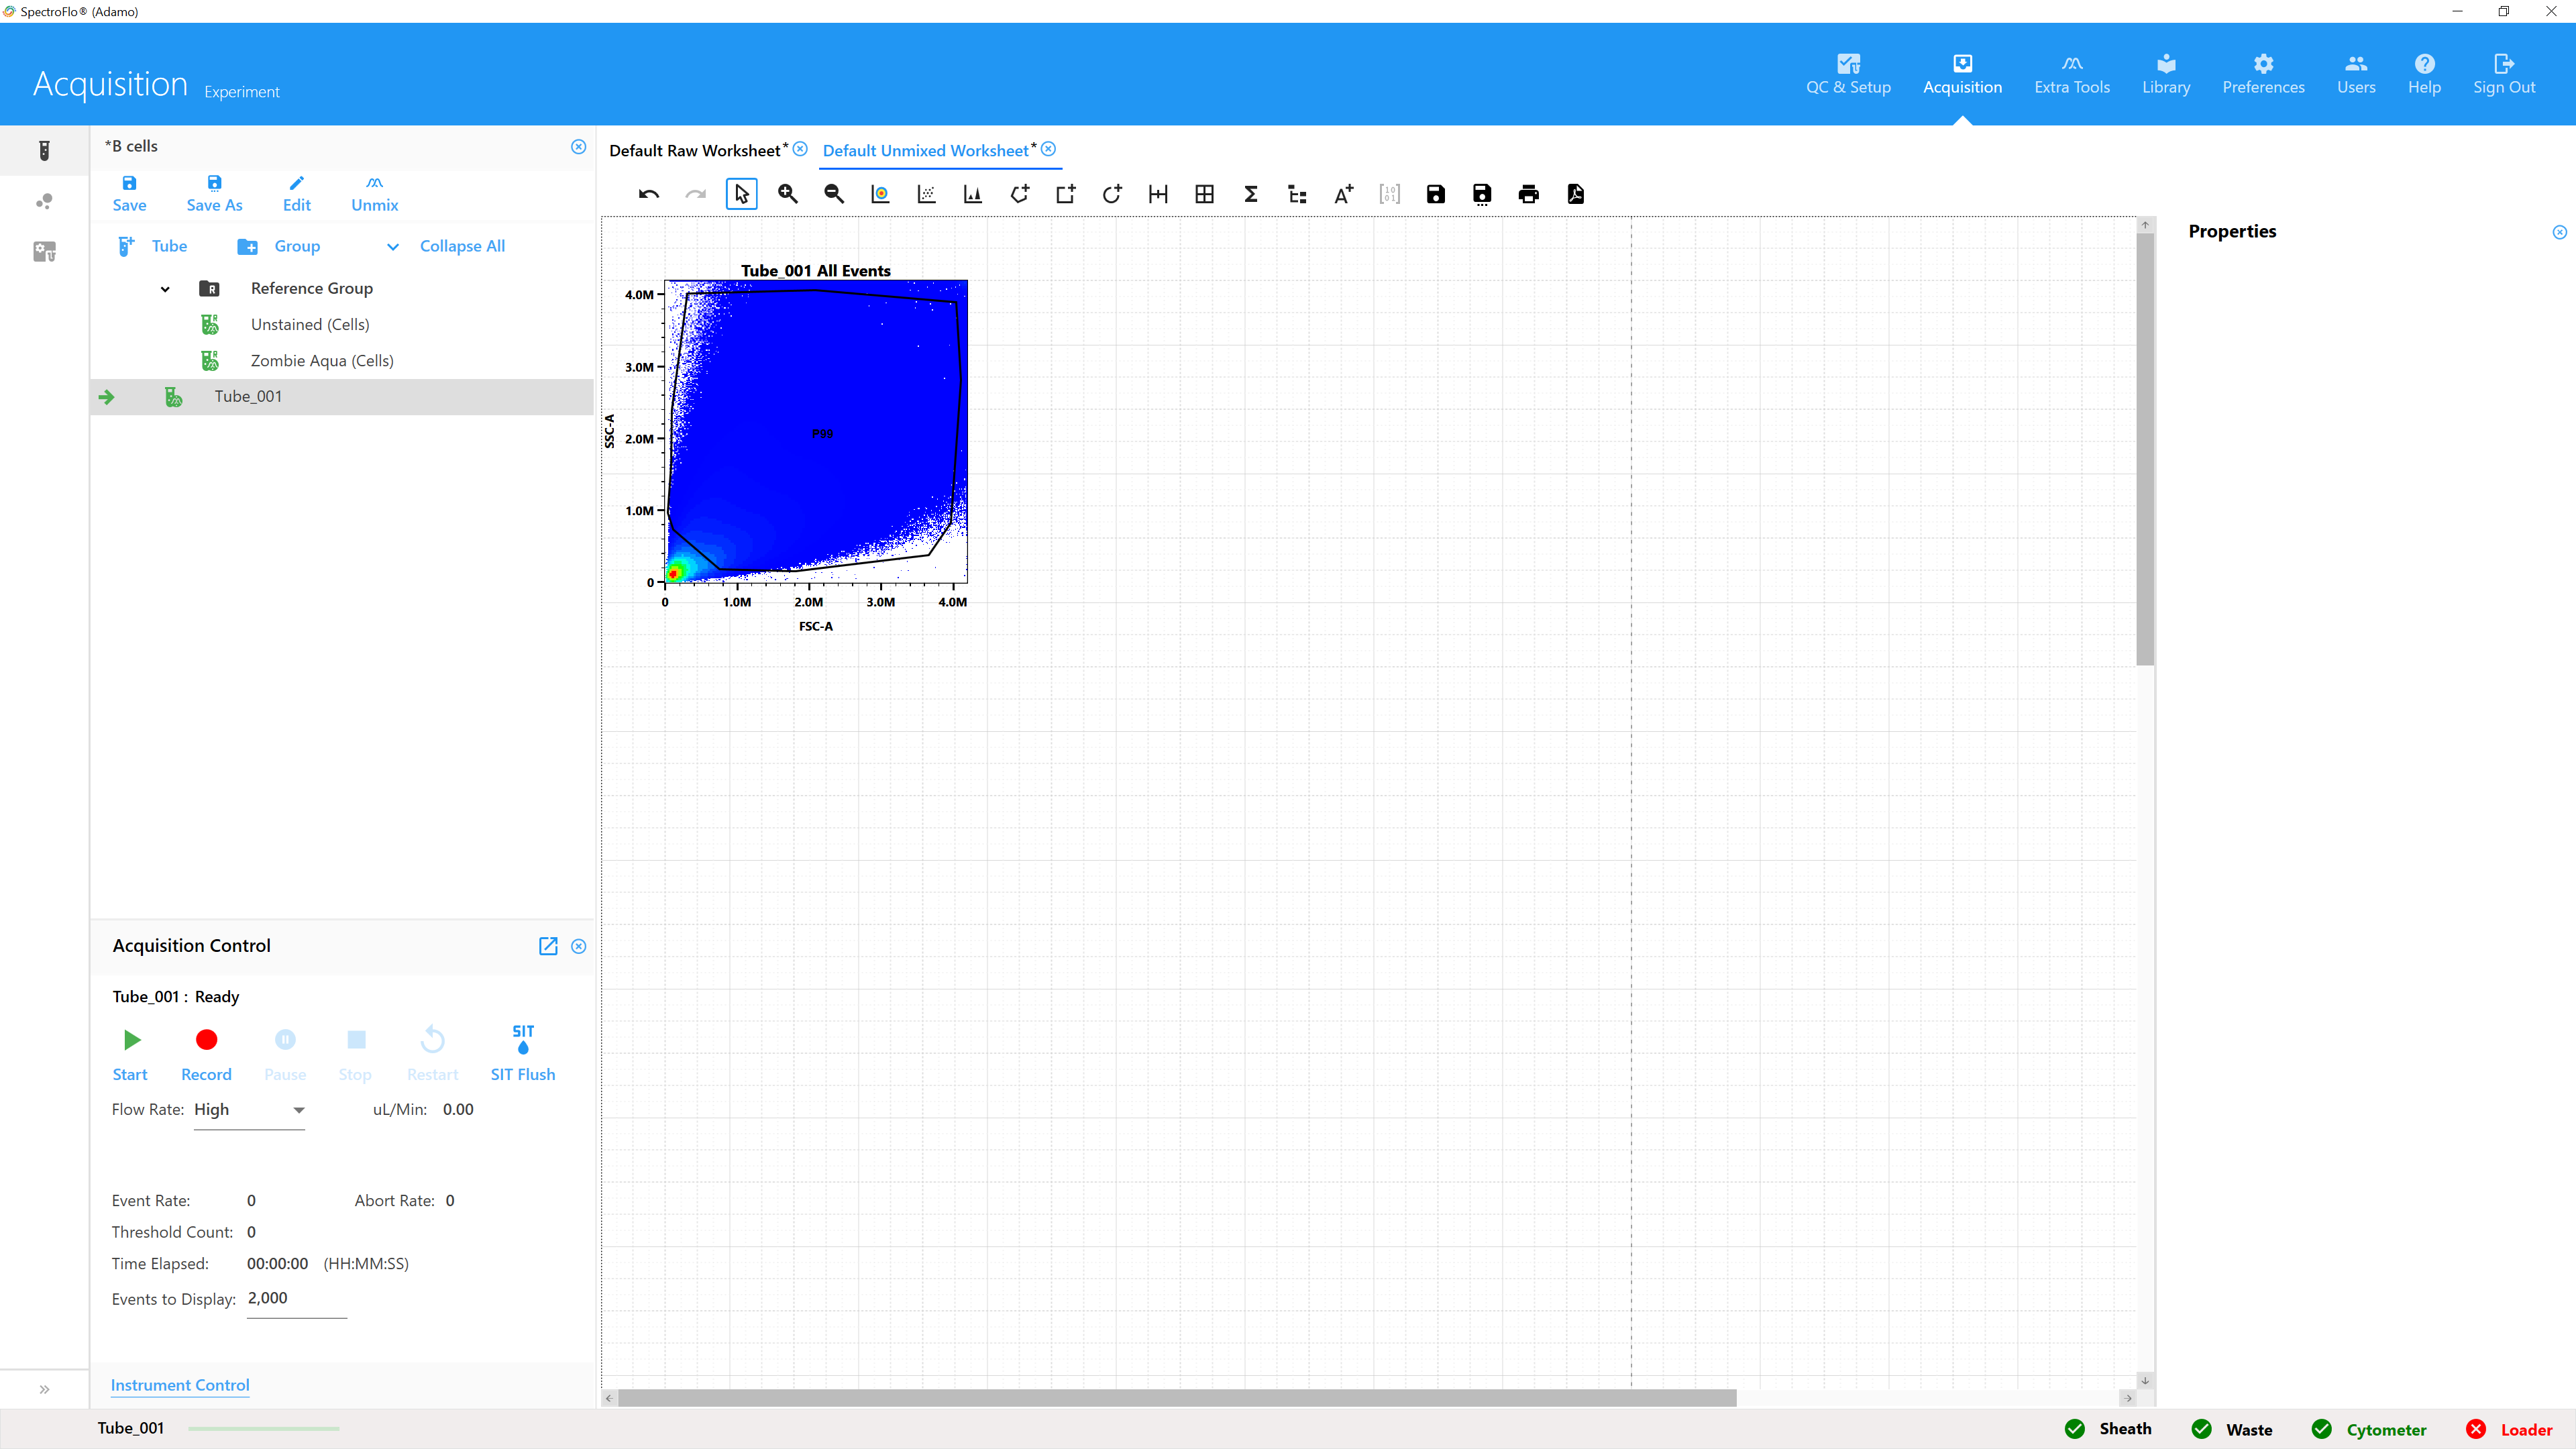 SpectroFlo® (Adamo)
Acquisition Experiment
QC & Setup Acquisition Extra Tools Library Preferences Users Help Sign Out
*B cells
Save Save As Edit Unmix
Tube Group Collapse All
Reference Group
Unstained (Cells)
Zombie Aqua (Cells)
Tube_001
Default Raw Worksheet* Default Unmixed Worksheet*
Tube_001 All Events
SSC-A
4.0M
3.0M
2.0M
1.0M
0
P99
0 1.0M 2.0M 3.0M 4.0M
FSC-A
Properties
Acquisition Control
Tube_001 : Ready
SIT
Start Record Pause Stop Restart SIT Flush
Flow Rate: High uL/Min: 0.00
Event Rate: 0 Abort Rate: 0
Threshold Count: 0
Time Elapsed: 00:00:00 (HH:MM:SS)
Events to Display: 2,000
Instrument Control
Tube_001 Sheath Waste Cytometer Loader